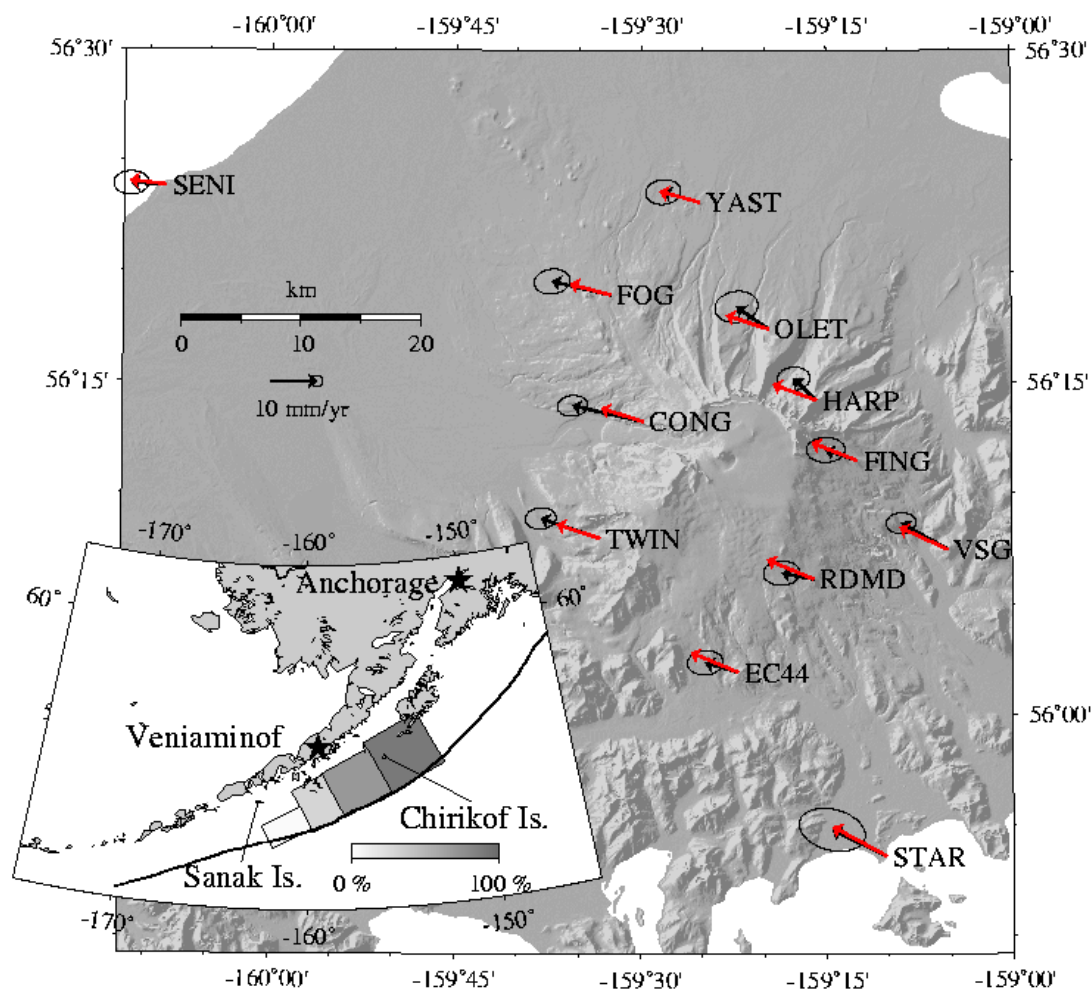 -160°00' -159°45' -159°30' -159°15' -159°00'
56°30' 56°30'
SENI
YAST
FOG
km
OLET
0 10 20
56°15' 56°15'
HARP
10 mm/yr
CONG
FING
TWIN
VSG
RDMD
-170° -160° -150°
Anchorage
60° 60°
EC44
56°00'
Veniaminof
Chirikof Is.
STAR
Sanak Is.
0 % 100 %
-170° -160° -150°
-160°00' -159°45' -159°30' -159°15' -159°00'